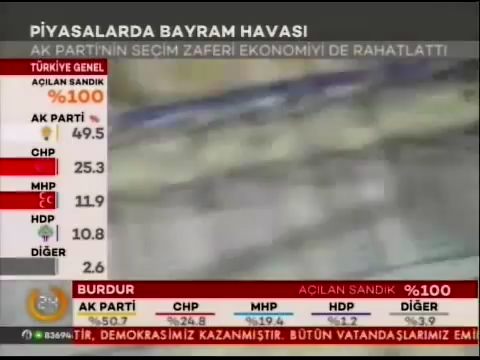 PİYASALARDA BAYRAM HAVASI
AK PARTİ'NİN SEÇİM ZAFERİ EKONOMİYİ DE RAHATLATTI
TÜRKİYE GENEL
AÇILAN SANDIK
%100
AK PARTİ %
49.5
CHP
25.3
MHP
11.9
HDP
10.8
DİĞER
2.6
BURDUR AÇILAN SANDIK %100
AK PARTİ CHP MHP HDP DİĞER
%50.7 %24.8 %19.4 %1.2 %3.9
24
83694 TİR, DEMOKRASİMİZ KAZANMIŞTIR. BÜTÜN VATANDAŞLARIMIZ EMİ